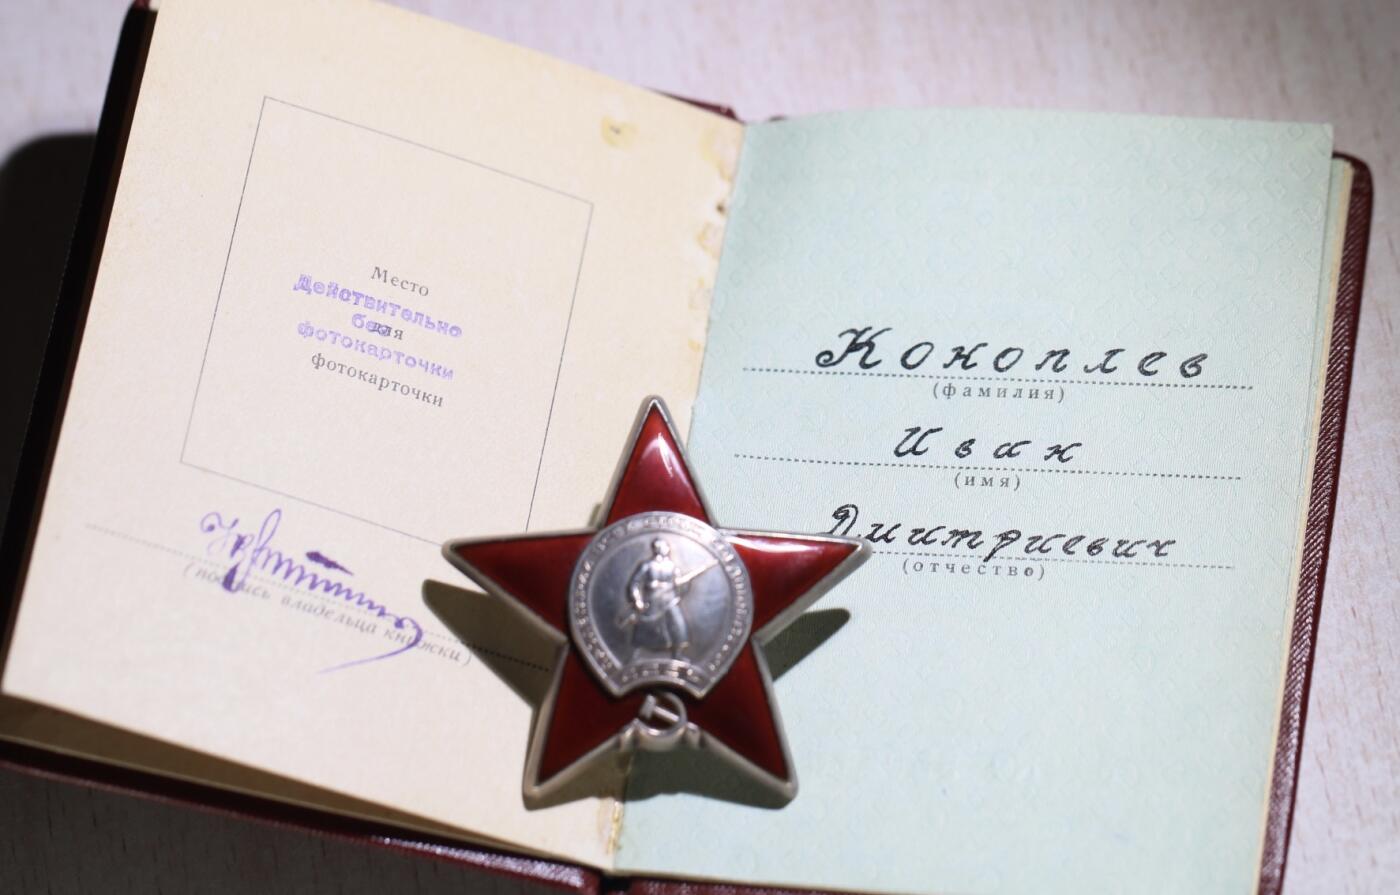 Место
Действительно
без
для
фотокарточки
фотокарточки
(подпись владельца книжки)
Коноплев
(фамилия)
Иван
(имя)
Дмитриевич
(отчество)